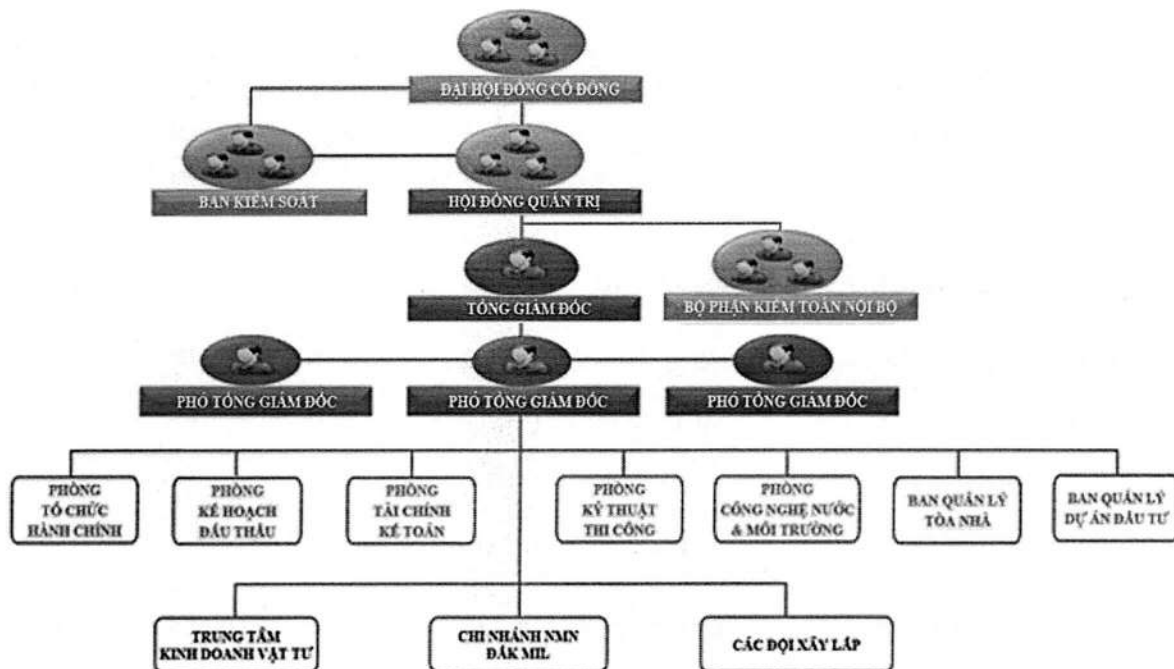 ĐẠI HỘI ĐỒNG CỔ ĐÔNG
BAN KIỂM SOÁT
HỘI ĐỒNG QUẢN TRỊ
TỔNG GIÁM ĐỐC
BỘ PHẬN KIỂM TOÁN NỘI BỘ
PHÓ TỔNG GIÁM ĐỐC
PHÓ TỔNG GIÁM ĐỐC
PHÓ TỔNG GIÁM ĐỐC
PHÒNG
TỔ CHỨC
HÀNH CHÍNH
PHÒNG
KẾ HOẠCH
ĐẤU THẦU
PHÒNG
TÀI CHÍNH
KẾ TOÁN
PHÒNG
KỸ THUẬT
THI CÔNG
PHÒNG
CÔNG NGHỆ NƯỚC
& MÔI TRƯỜNG
BAN QUẢN LÝ
TÒA NHÀ
BAN QUẢN LÝ
DỰ ÁN ĐẦU TƯ
TRUNG TÂM
KINH DOANH VẬT TƯ
CHI NHÁNH NMN
ĐẮK MIL
CÁC ĐỘI XÂY LẮP